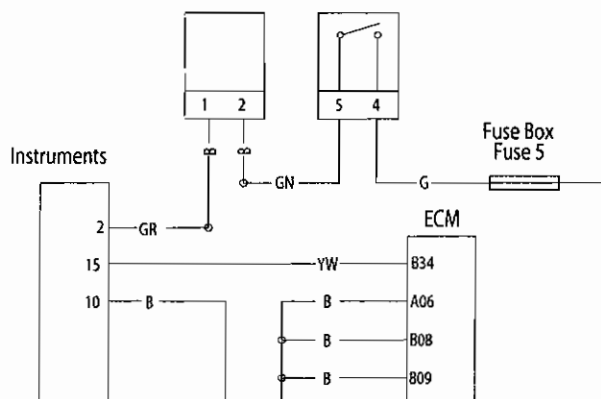 1 2
5 4
Fuse Box
Fuse 5
B B
Instruments
GN
G
ECM
2
GR
15
YW
B34
10
B
B
A06
B
B08
B
809